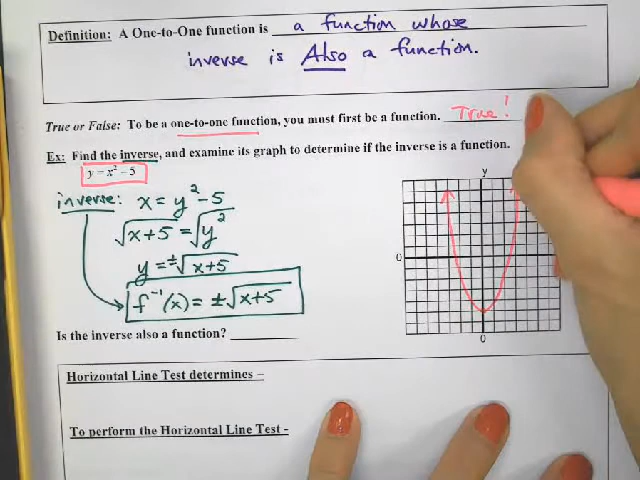 Definition: A One-to-One function is a function whose
inverse is Also a function.
True or False: To be a one-to-one function, you must first be a function. True!
Ex: Find the inverse, and examine its graph to determine if the inverse is a function.
y = x² – 5
inverse: x = y² - 5
√x+5 = √y²
y = ±√x+5
f⁻¹(x) = ±√x+5
y
0
0
Is the inverse also a function?
Horizontal Line Test determines –
To perform the Horizontal Line Test -